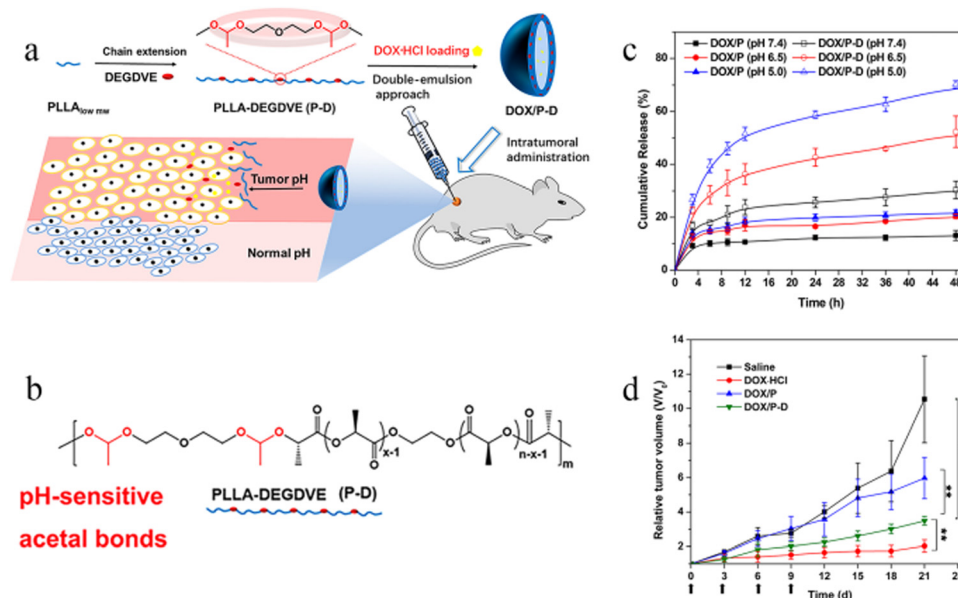 a
Chain extension
DEGDVE
PLLAlow mw
PLLA-DEGDVE (P-D)
DOX·HCl loading
Double-emulsion
approach
DOX/P-D
Intratumoral
administration
Tumor pH
Normal pH
b
O
O
O
O
O
O
O
O
x-1
O
O
O
O
n-x-1
O
m
pH-sensitive
acetal bonds
PLLA-DEGDVE (P-D)
c
DOX/P (pH 7.4)
DOX/P-D (pH 7.4)
DOX/P (pH 6.5)
DOX/P-D (pH 6.5)
DOX/P (pH 5.0)
DOX/P-D (pH 5.0)
Cumulative Release (%)
80
60
40
20
0
0 4 8 12 16 20 24 28 32 36 40 44 48
Time (h)
d
Saline
DOX·HCl
DOX/P
DOX/P-D
Relative tumor volume (V/V0)
14
12
10
8
6
4
2
**
**
0 3 6 9 12 15 18 21
Time (d)